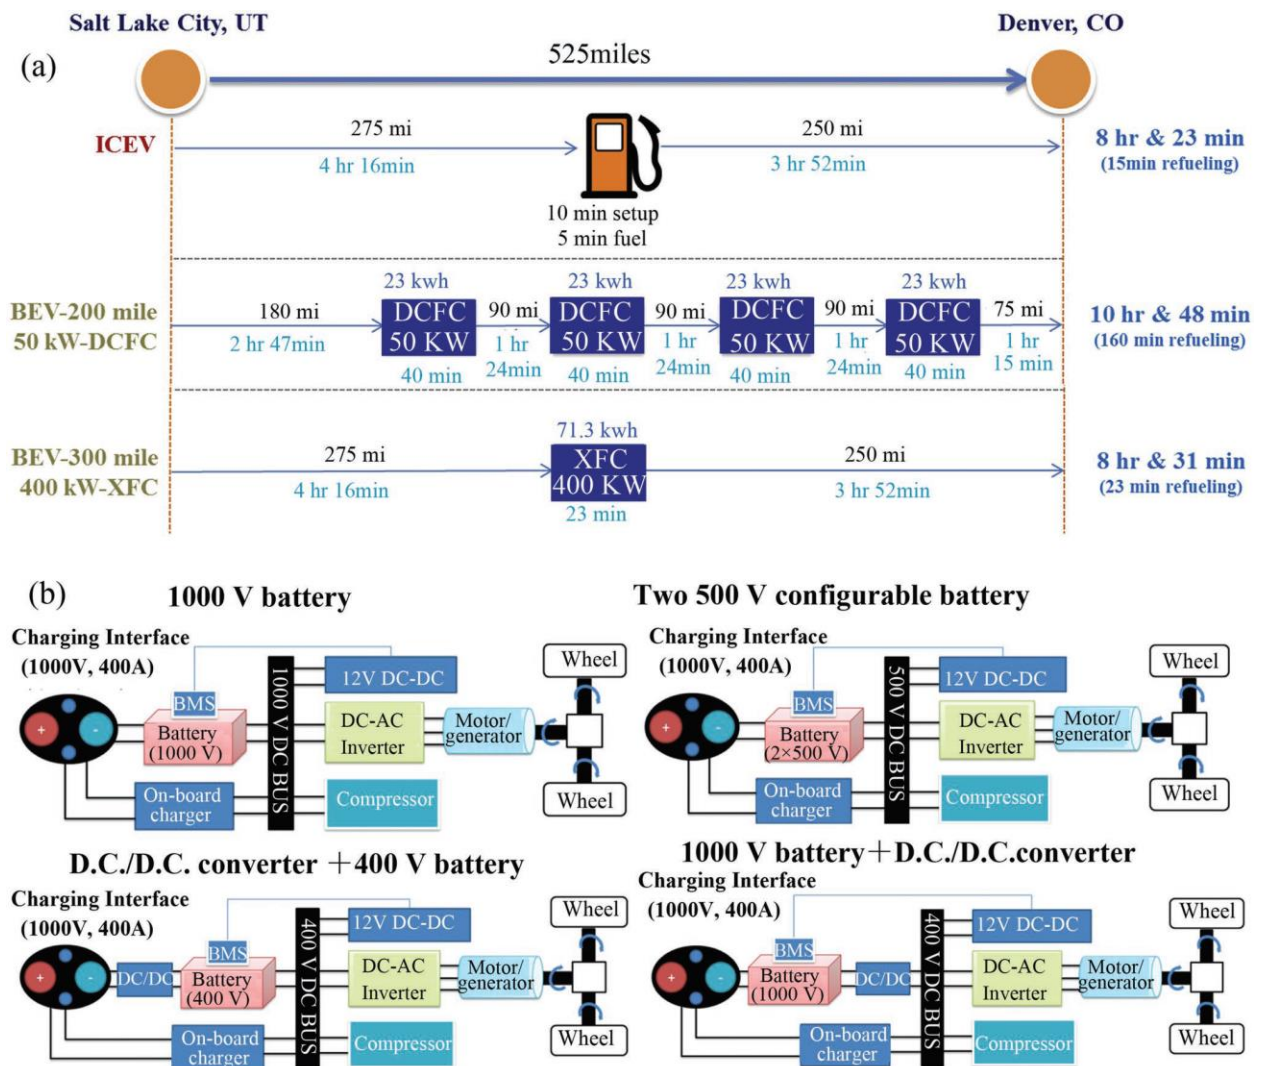 Salt Lake City, UT
Denver, CO
(a)
525miles
ICEV
275 mi
4 hr 16min
10 min setup
5 min fuel
250 mi
3 hr 52min
8 hr & 23 min
(15min refueling)
BEV-200 mile
50 kW-DCFC
180 mi
2 hr 47min
23 kwh
DCFC
50 KW
40 min
90 mi
1 hr
24min
23 kwh
DCFC
50 KW
40 min
90 mi
1 hr
24min
23 kwh
DCFC
50 KW
40 min
90 mi
1 hr
24min
23 kwh
DCFC
50 KW
40 min
75 mi
1 hr
15 min
10 hr & 48 min
(160 min refueling)
BEV-300 mile
400 kW-XFC
275 mi
4 hr 16min
71.3 kwh
XFC
400 KW
23 min
250 mi
3 hr 52min
8 hr & 31 min
(23 min refueling)
(b)
1000 V battery
Charging Interface
(1000V, 400A)
+
-
BMS
Battery
(1000 V)
On-board
charger
1000 V DC BUS
12V DC-DC
DC-AC
Inverter
Compressor
Motor/
generator
Wheel
Wheel
Two 500 V configurable battery
Charging Interface
(1000V, 400A)
+
-
BMS
Battery
(2×500 V)
On-board
charger
500 V DC BUS
12V DC-DC
DC-AC
Inverter
Compressor
Motor/
generator
Wheel
Wheel
D.C./D.C. converter +400 V battery
Charging Interface
(1000V, 400A)
+
-
DC/DC
BMS
Battery
(400 V)
On-board
charger
400 V DC BUS
12V DC-DC
DC-AC
Inverter
Compressor
Motor/
generator
Wheel
Wheel
1000 V battery+D.C./D.C.converter
Charging Interface
(1000V, 400A)
+
-
BMS
Battery
(1000 V)
DC/DC
On-board
charger
400 V DC BUS
12V DC-DC
DC-AC
Inverter
Compressor
Motor/
generator
Wheel
Wheel